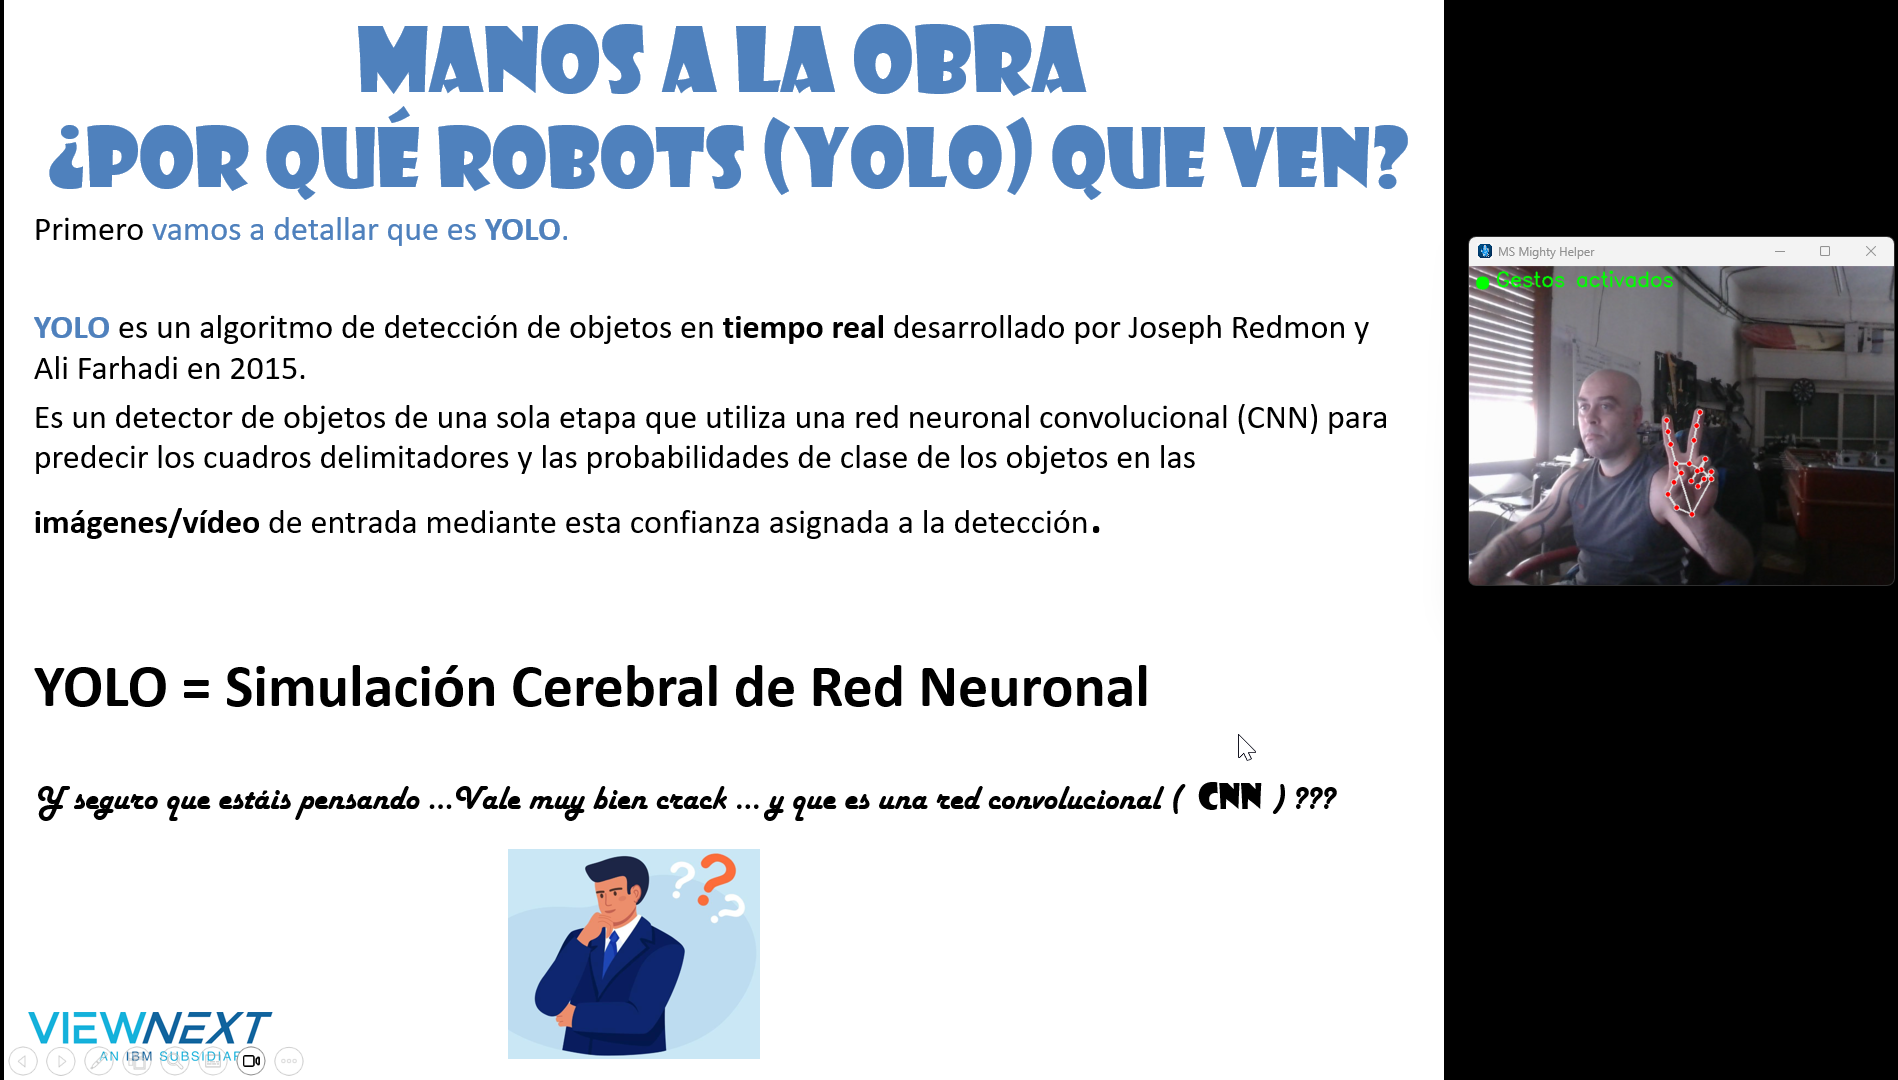 MANOS A LA OBRA
¿POR QUÉ ROBOTS (YOLO) QUE VEN?
Primero vamos a detallar que es YOLO.
YOLO es un algoritmo de detección de objetos en tiempo real desarrollado por Joseph Redmon y
Ali Farhadi en 2015.
Es un detector de objetos de una sola etapa que utiliza una red neuronal convolucional (CNN) para
predecir los cuadros delimitadores y las probabilidades de clase de los objetos en las
imágenes/vídeo de entrada mediante esta confianza asignada a la detección.
YOLO = Simulación Cerebral de Red Neuronal
Y seguro que estáis pensando ...Vale muy bien crack ... y que es una red convolucional ( CNN ) ???
? ? ?
VIEWNEXT
AN IBM SUBSIDIAR
MS Mighty Helper
Gestos activados